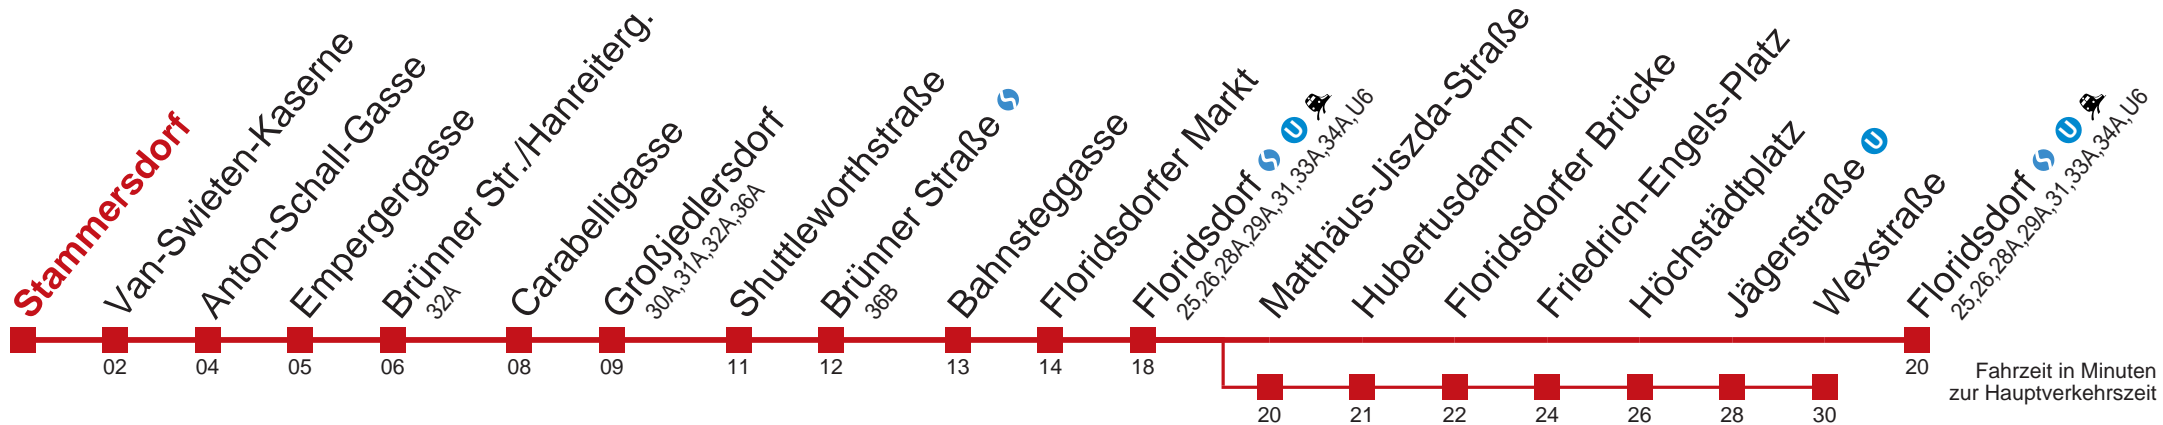 Stammersdorf
Van-Swieten-Kaserne
Anton-Schall-Gasse
Empergergasse
Brünner Str./Hanreiterg.
32A
Carabelligasse
Großjedlersdorf
30A,31A,32A,36A
Shuttleworthstraße
Brünner Straße
36B
Bahnsteggasse
Floridsdorfer Markt
Floridsdorf U
25,26,28A,29A,31,33A,34A,U6
Matthäus-Jiszda-Straße
Hubertusdamm
Floridsdorfer Brücke
Friedrich-Engels-Platz
Höchstädtplatz
Jägerstraße U
Wexstraße
Floridsdorf U
25,26,28A,29A,31,33A,34A,U6
02 04 05 06 08 09 11 12 13 14 18 20
20 21 22 24 26 28 30
Fahrzeit in Minuten
zur Hauptverkehrszeit